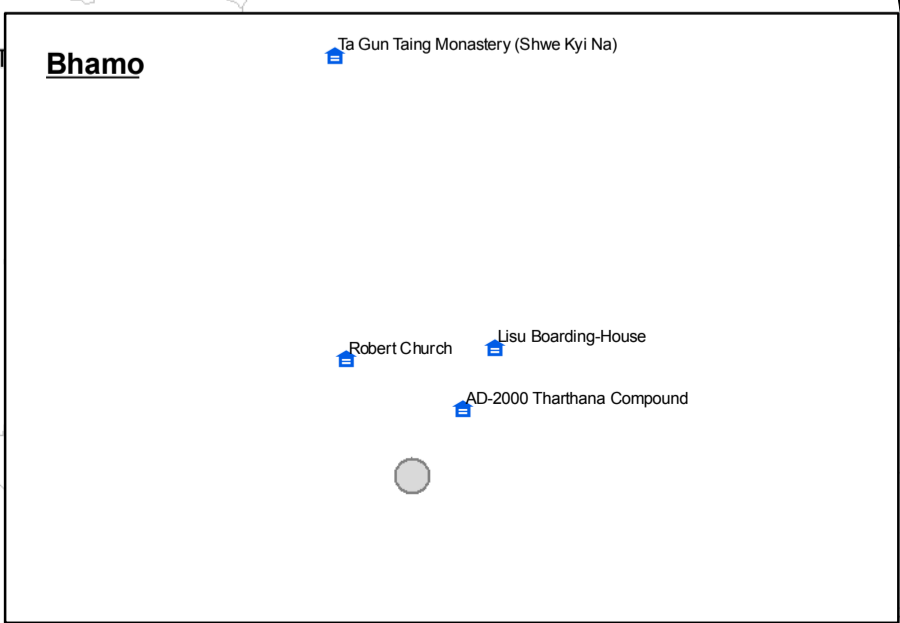 Ta Gun Taing Monastery (Shwe Kyi Na)
Bhamo
Lisu Boarding-House
Robert Church
AD-2000 Tharthana Compound